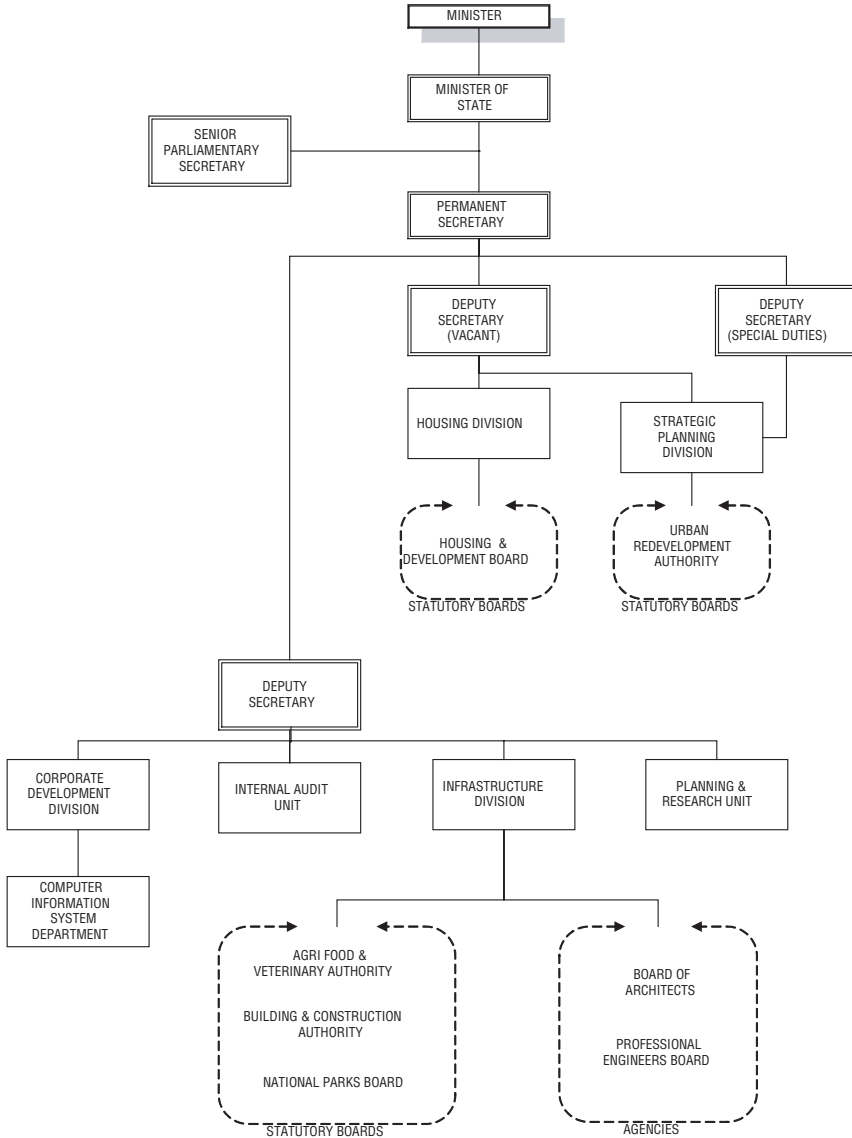 MINISTER
MINISTER OF
STATE
SENIOR
PARLIAMENTARY
SECRETARY
PERMANENT
SECRETARY
DEPUTY
SECRETARY
(VACANT)
DEPUTY
SECRETARY
(SPECIAL DUTIES)
HOUSING DIVISION
STRATEGIC
PLANNING
DIVISION
HOUSING &
DEVELOPMENT BOARD
STATUTORY BOARDS
URBAN
REDEVELOPMENT
AUTHORITY
STATUTORY BOARDS
DEPUTY
SECRETARY
CORPORATE
DEVELOPMENT
DIVISION
INTERNAL AUDIT
UNIT
INFRASTRUCTURE
DIVISION
PLANNING &
RESEARCH UNIT
COMPUTER
INFORMATION
SYSTEM
DEPARTMENT
AGRI FOOD &
VETERINARY AUTHORITY
BUILDING & CONSTRUCTION
AUTHORITY
NATIONAL PARKS BOARD
STATUTORY BOARDS
BOARD OF
ARCHITECTS
PROFESSIONAL
ENGINEERS BOARD
AGENCIES